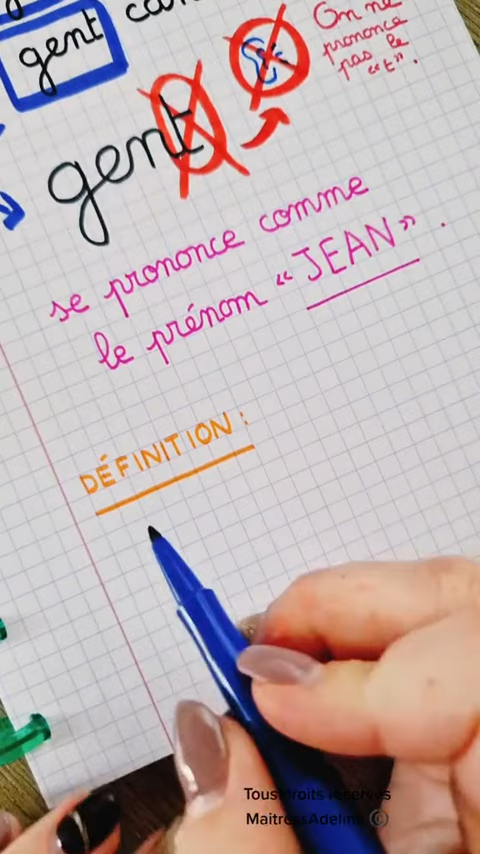 gent
On ne
prononce
pas le
"t".
gent
se prononce comme
le prénom "JEAN".
DÉFINITION :
Tous droits réservés
MaitressAdeline ©